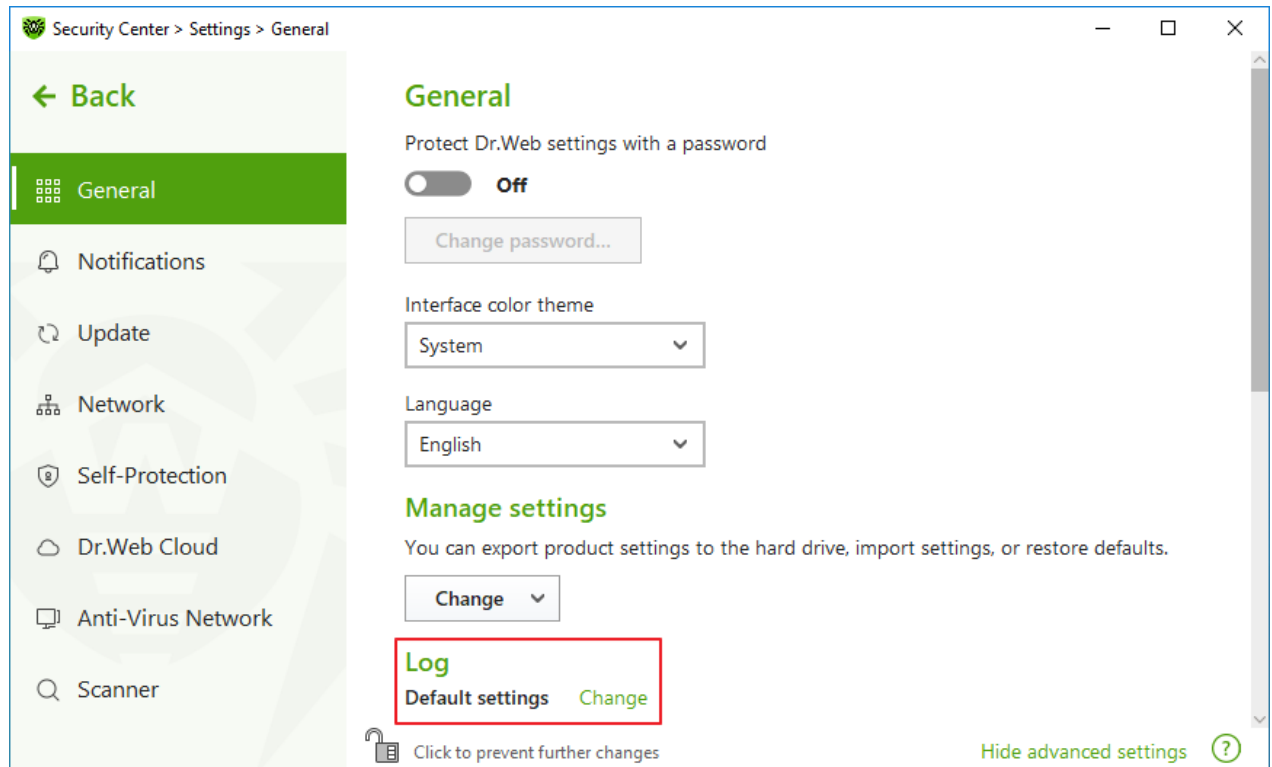 Security Center > Settings > General
Back
General
Notifications
Update
Network
Self-Protection
Dr.Web Cloud
Anti-Virus Network
Scanner
General
Protect Dr.Web settings with a password
Off
Change password...
Interface color theme
System
Language
English
Manage settings
You can export product settings to the hard drive, import settings, or restore defaults.
Change
Log
Default settings Change
Click to prevent further changes
Hide advanced settings ?